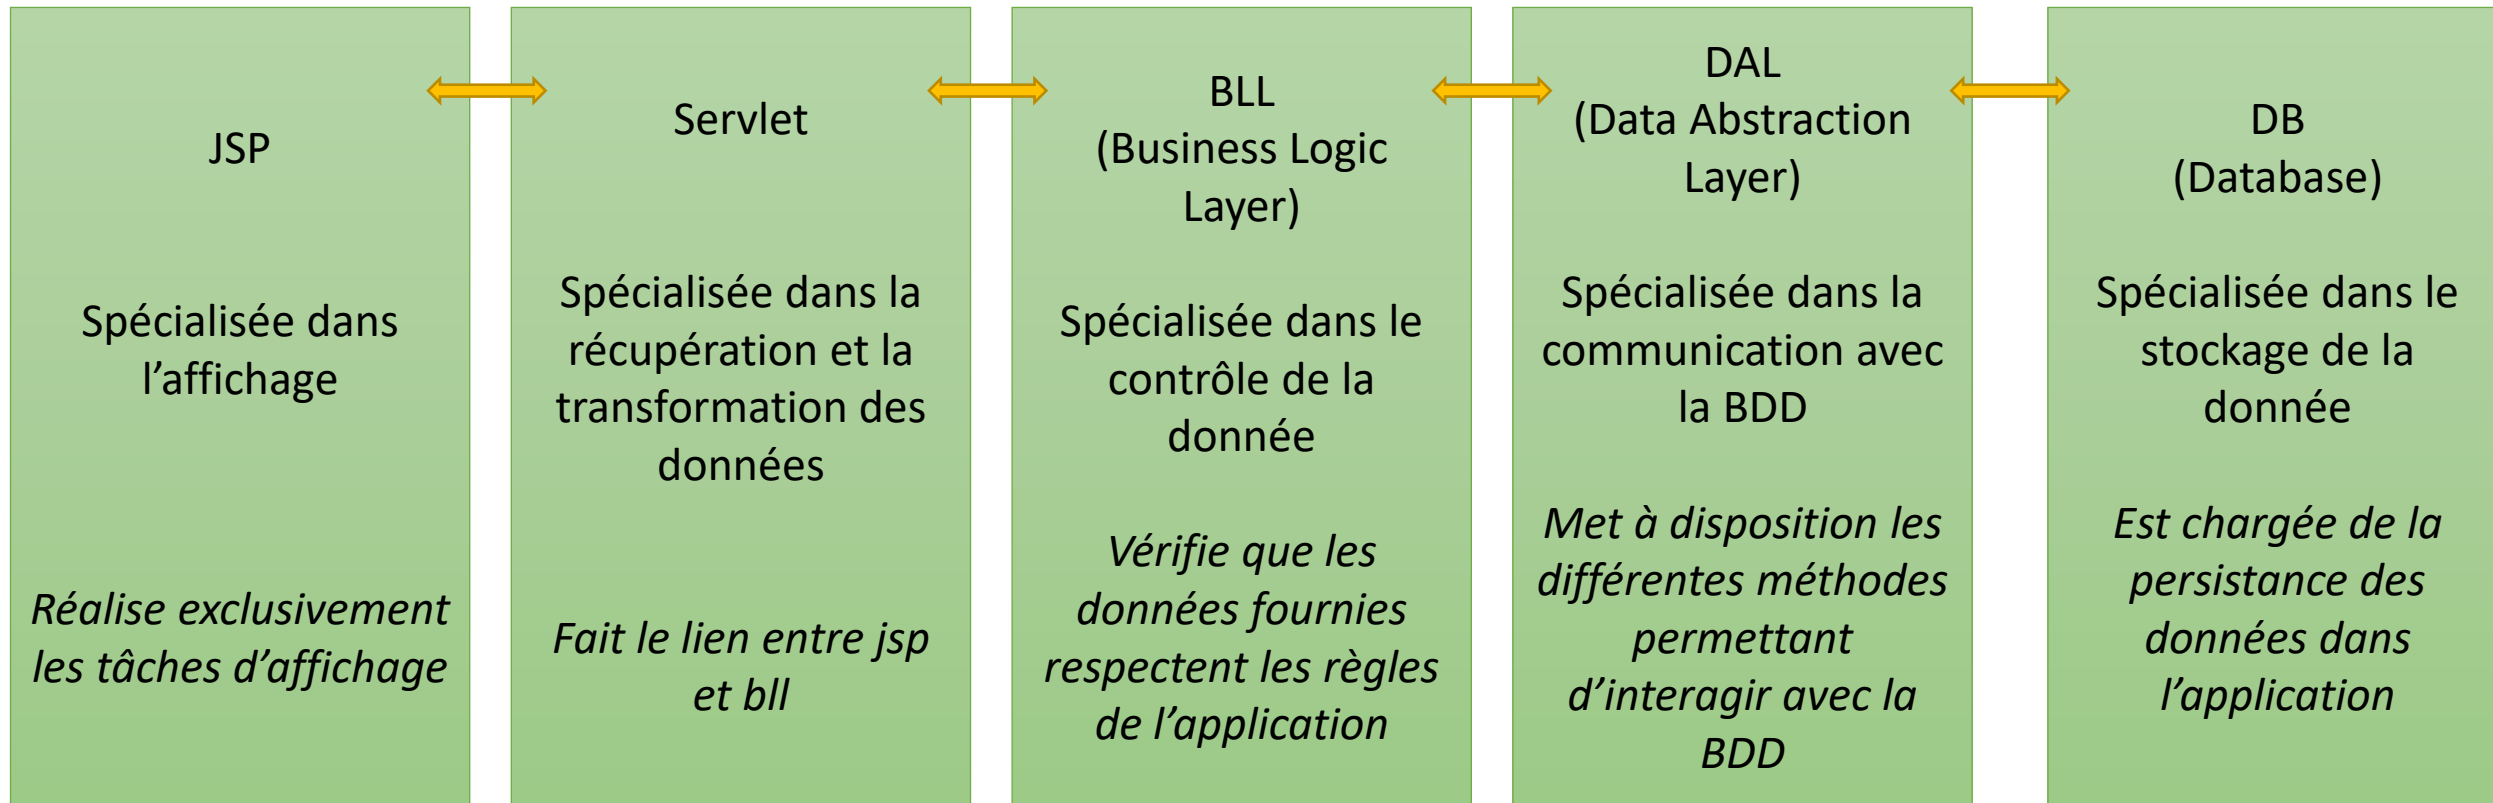 JSP
Spécialisée dans
l’affichage
Réalise exclusivement
les tâches d’affichage
Servlet
Spécialisée dans la
récupération et la
transformation des
données
Fait le lien entre jsp
et bll
BLL
(Business Logic
Layer)
Spécialisée dans le
contrôle de la
donnée
Vérifie que les
données fournies
respectent les règles
de l’application
DAL
(Data Abstraction
Layer)
Spécialisée dans la
communication avec
la BDD
Met à disposition les
différentes méthodes
permettant
d’interagir avec la
BDD
DB
(Database)
Spécialisée dans le
stockage de la
donnée
Est chargée de la
persistance des
données dans
l’application